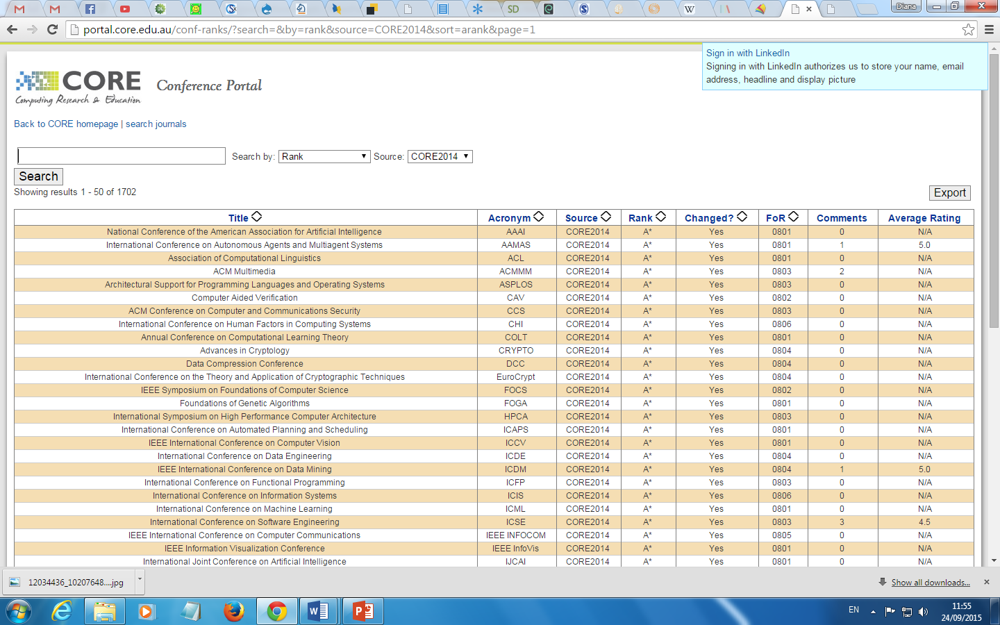 Diana
portal.core.edu.au/conf-ranks/?search=&by=rank&source=CORE2014&sort=arank&page=1
Sign in with LinkedIn
Signing in with LinkedIn authorizes us to store your name, email
address, headline and display picture
CORE Conference Portal
Computing Research & Education
Back to CORE homepage | search journals
Search by: Rank Source: CORE2014
Search
Showing results 1 - 50 of 1702
Export
Title Acronym Source Rank Changed? FoR Comments Average Rating
National Conference of the American Association for Artificial Intelligence AAAI CORE2014 A* Yes 0801 0 N/A
International Conference on Autonomous Agents and Multiagent Systems AAMAS CORE2014 A* Yes 0801 1 5.0
Association of Computational Linguistics ACL CORE2014 A* Yes 0801 0 N/A
ACM Multimedia ACMMM CORE2014 A* Yes 0803 2 N/A
Architectural Support for Programming Languages and Operating Systems ASPLOS CORE2014 A* Yes 0803 0 N/A
Computer Aided Verification CAV CORE2014 A* Yes 0802 0 N/A
ACM Conference on Computer and Communications Security CCS CORE2014 A* Yes 0803 0 N/A
International Conference on Human Factors in Computing Systems CHI CORE2014 A* Yes 0806 0 N/A
Annual Conference on Computational Learning Theory COLT CORE2014 A* Yes 0801 0 N/A
Advances in Cryptology CRYPTO CORE2014 A* Yes 0804 0 N/A
Data Compression Conference DCC CORE2014 A* Yes 0804 0 N/A
International Conference on the Theory and Application of Cryptographic Techniques EuroCrypt CORE2014 A* Yes 0804 0 N/A
IEEE Symposium on Foundations of Computer Science FOCS CORE2014 A* Yes 0802 0 N/A
Foundations of Genetic Algorithms FOGA CORE2014 A* Yes 0801 0 N/A
International Symposium on High Performance Computer Architecture HPCA CORE2014 A* Yes 0803 0 N/A
International Conference on Automated Planning and Scheduling ICAPS CORE2014 A* Yes 0801 0 N/A
IEEE International Conference on Computer Vision ICCV CORE2014 A* Yes 0801 0 N/A
International Conference on Data Engineering ICDE CORE2014 A* Yes 0804 0 N/A
IEEE International Conference on Data Mining ICDM CORE2014 A* Yes 0804 1 5.0
International Conference on Functional Programming ICFP CORE2014 A* Yes 0803 0 N/A
International Conference on Information Systems ICIS CORE2014 A* Yes 0806 0 N/A
International Conference on Machine Learning ICML CORE2014 A* Yes 0801 0 N/A
International Conference on Software Engineering ICSE CORE2014 A* Yes 0803 3 4.5
IEEE International Conference on Computer Communications IEEE INFOCOM CORE2014 A* Yes 0805 0 N/A
IEEE Information Visualization Conference IEEE InfoVis CORE2014 A* Yes 0801 0 N/A
International Joint Conference on Artificial Intelligence IJCAI CORE2014 A* Yes 0801 0 N/A
12034436_10207648....jpg
Show all downloads...
EN
11:55
24/09/2015